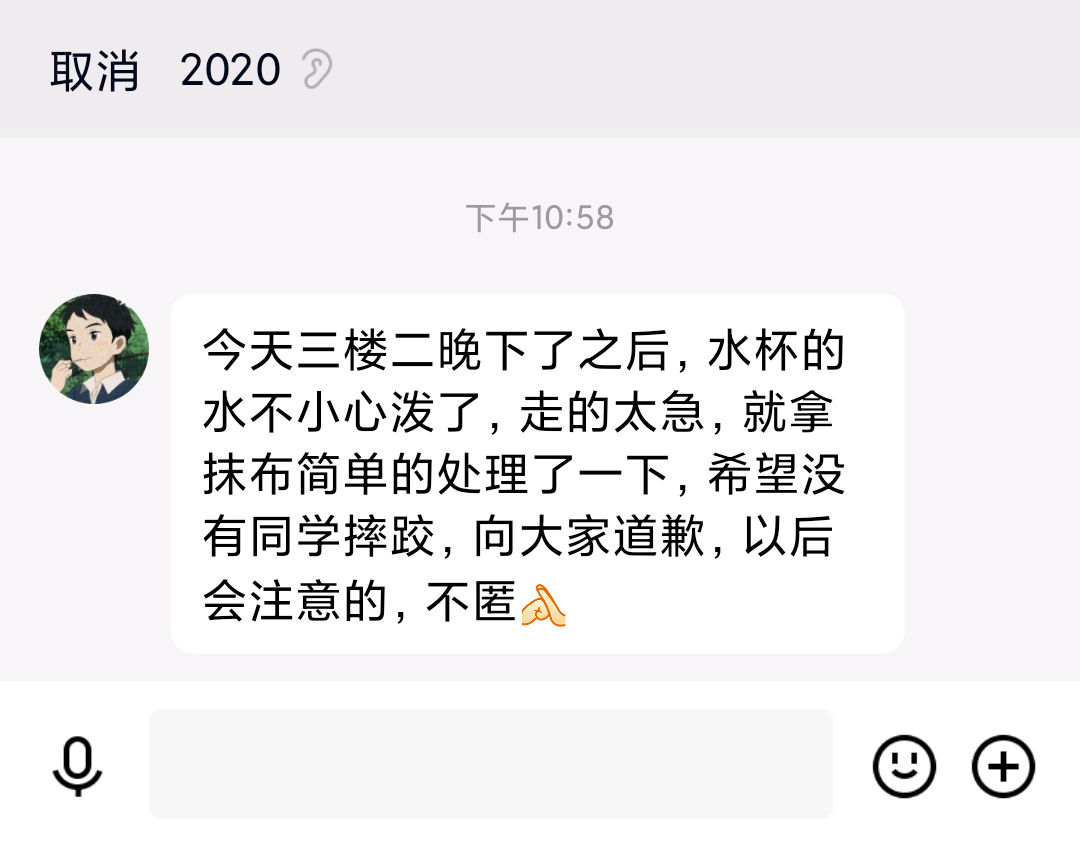 取消 2020
下午10:58
今天三楼二晚下了之后, 水杯的
水不小心泼了, 走的太急, 就拿
抹布简单的处理了一下, 希望没
有同学摔跤, 向大家道歉, 以后
会注意的, 不匿